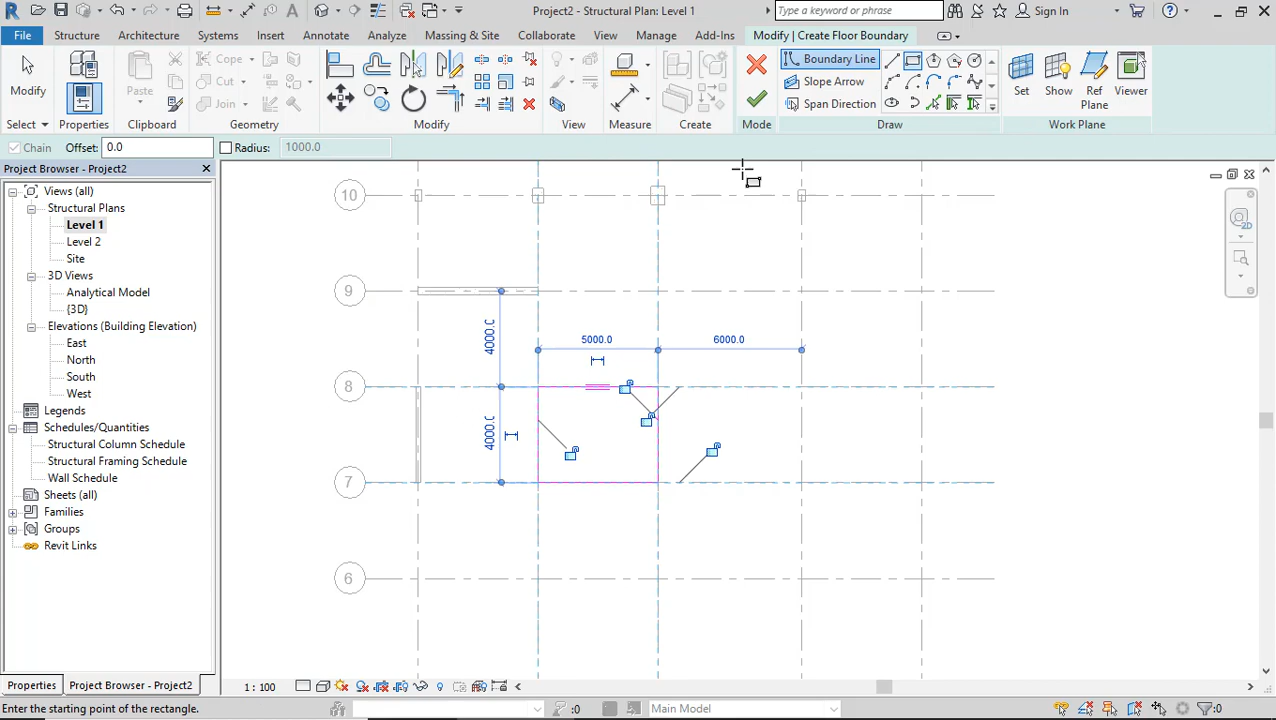 Project2 - Structural Plan: Level 1
Type a keyword or phrase
Sign In
File
Structure
Architecture
Systems
Insert
Annotate
Analyze
Massing & Site
Collaborate
View
Manage
Add-Ins
Modify | Create Floor Boundary
Modify
Paste
Cope
Cut
Join
Boundary Line
Slope Arrow
Span Direction
Set
Show
Ref
Plane
Viewer
Select
Properties
Clipboard
Geometry
Modify
View
Measure
Create
Mode
Draw
Work Plane
Chain
Offset:
0.0
Radius:
1000.0
Project Browser - Project2
Views (all)
Structural Plans
Level 1
Level 2
Site
3D Views
Analytical Model
{3D}
Elevations (Building Elevation)
East
North
South
West
Legends
Schedules/Quantities
Structural Column Schedule
Structural Framing Schedule
Wall Schedule
Sheets (all)
Families
Groups
Revit Links
10
9
4000.0
5000.0
6000.0
8
4000.0
7
6
2D
Properties
Project Browser - Project2
1 : 100
Enter the starting point of the rectangle.
:0
Main Model
:0